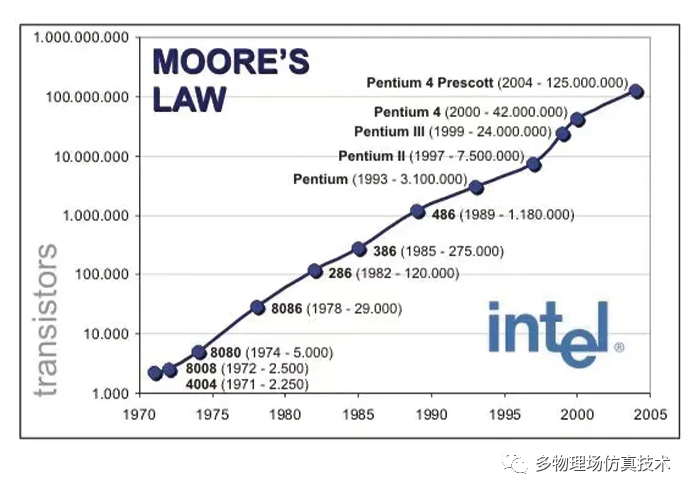 MOORE'S
LAW
1.000.000.000
100.000.000
10.000.000
1.000.000
100.000
10.000
1.000
transistors
Pentium 4 Prescott (2004 - 125.000.000)
Pentium 4 (2000 - 42.000.000)
Pentium III (1999 - 24.000.000)
Pentium II (1997 - 7.500.000)
Pentium (1993 - 3.100.000)
486 (1989 - 1.180.000)
386 (1985 - 275.000)
286 (1982 - 120.000)
8086 (1978 - 29.000)
8080 (1974 - 5.000)
8008 (1972 - 2.500)
4004 (1971 - 2.250)
intel®
1970 1975 1980 1985 1990 1995 2000 2005
多物理场仿真技术